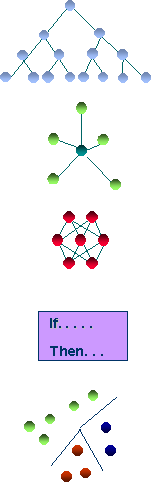 If. . . . .
Then. . .